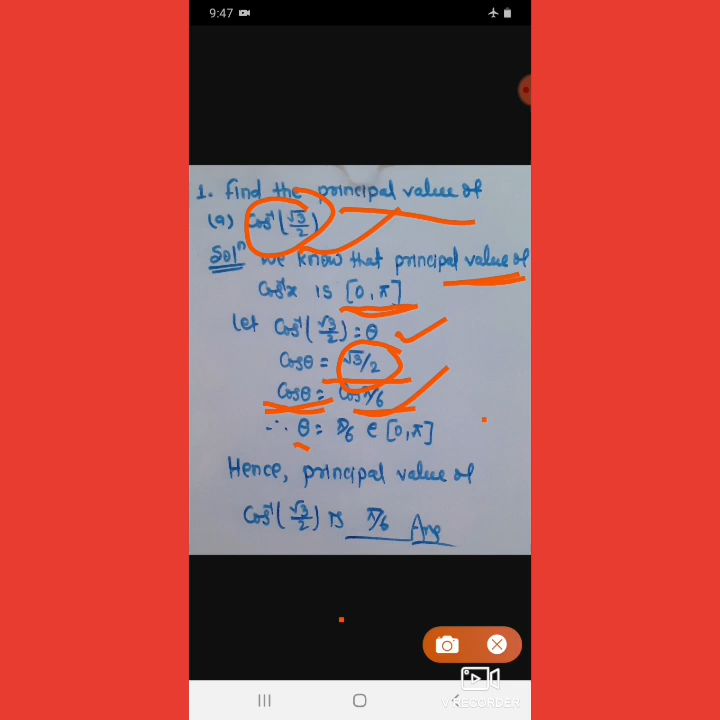 9:47
1. Find the principal value of
(a) Cos⁻¹(√3/2)
Solⁿ We know that principal value of
Cos⁻¹x is [0, π]
Let Cos⁻¹(√3/2) = θ
Cosθ = √3/2
Cosθ = Cos π/6
∴ θ = π/6 ∈ [0, π]
Hence, principal value of
Cos⁻¹(√3/2) is π/6 Ans
VRECORDER